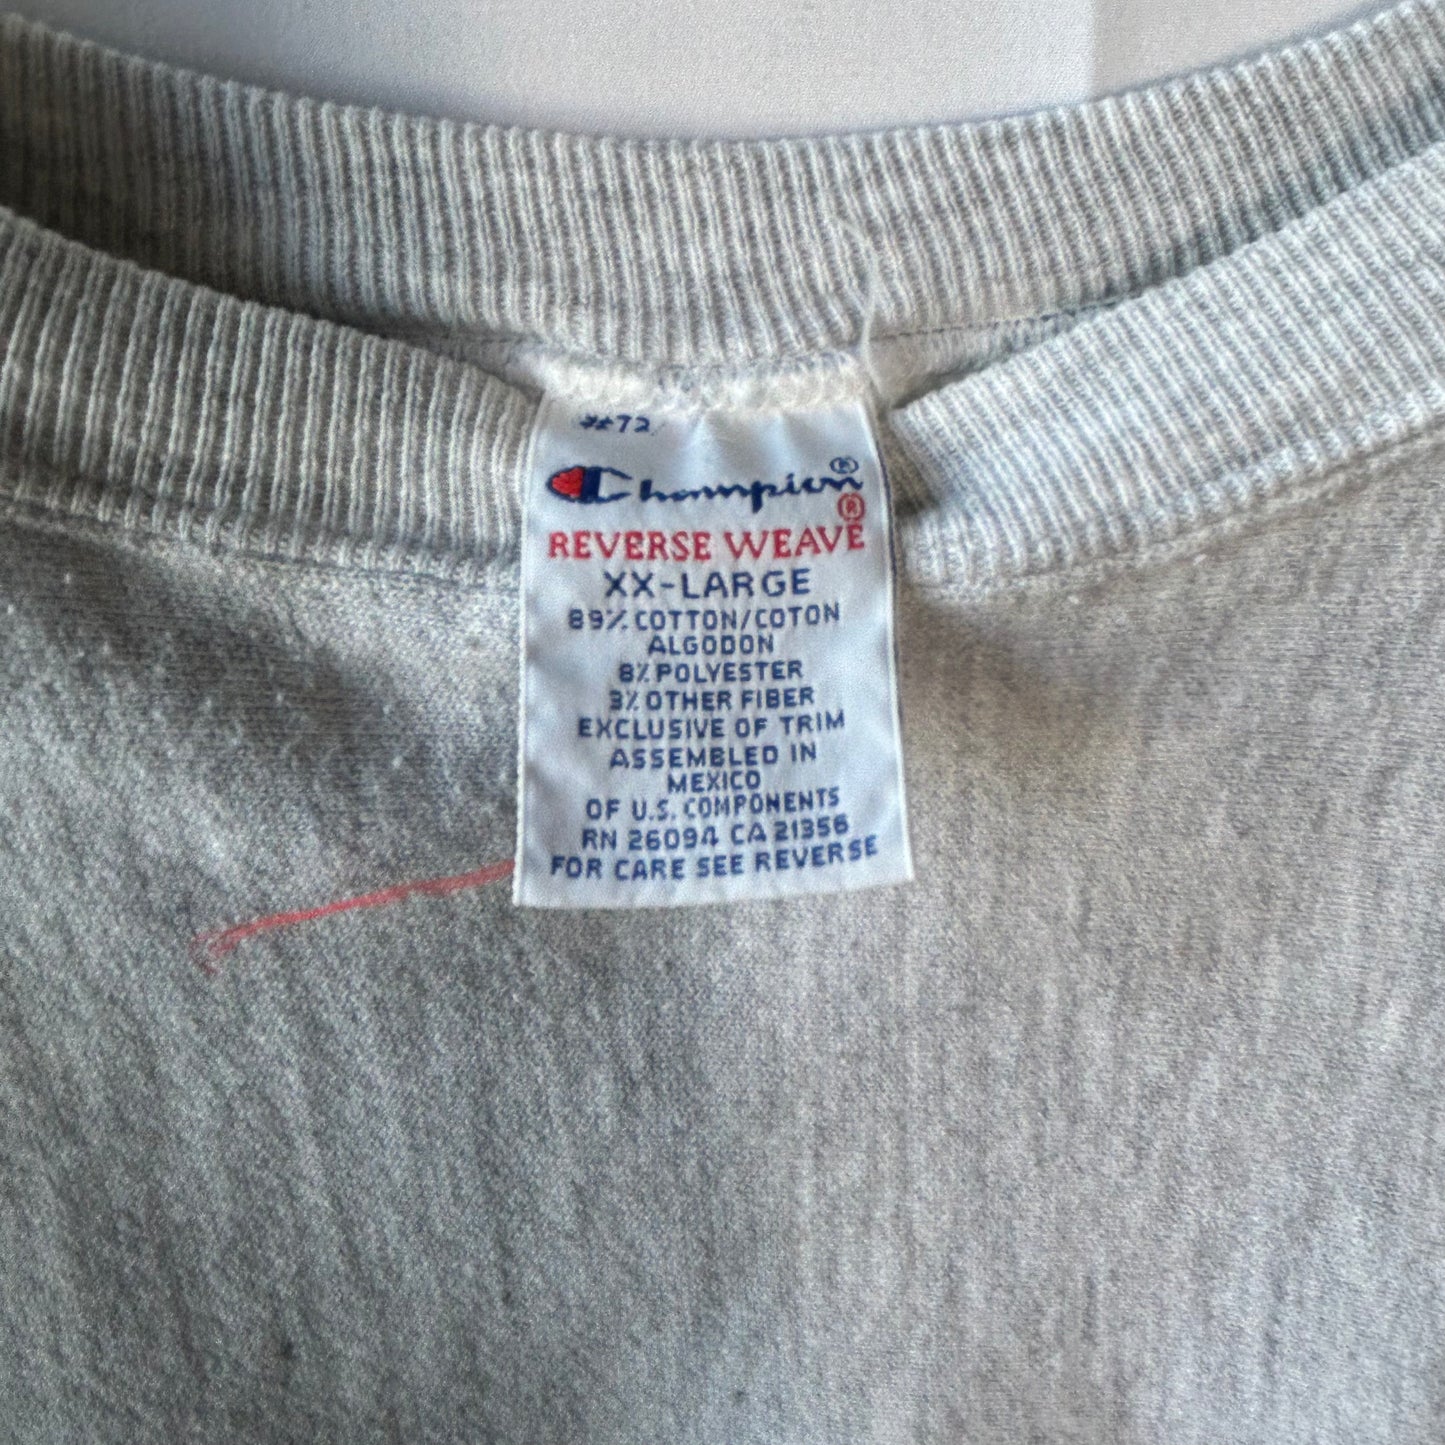 #72
Champion®
REVERSE WEAVE®
XX-LARGE
89% COTTON/COTON
ALGODON
8% POLYESTER
3% OTHER FIBER
EXCLUSIVE OF TRIM
ASSEMBLED IN
MEXICO
OF U.S. COMPONENTS
RN 26094 CA 21356
FOR CARE SEE REVERSE